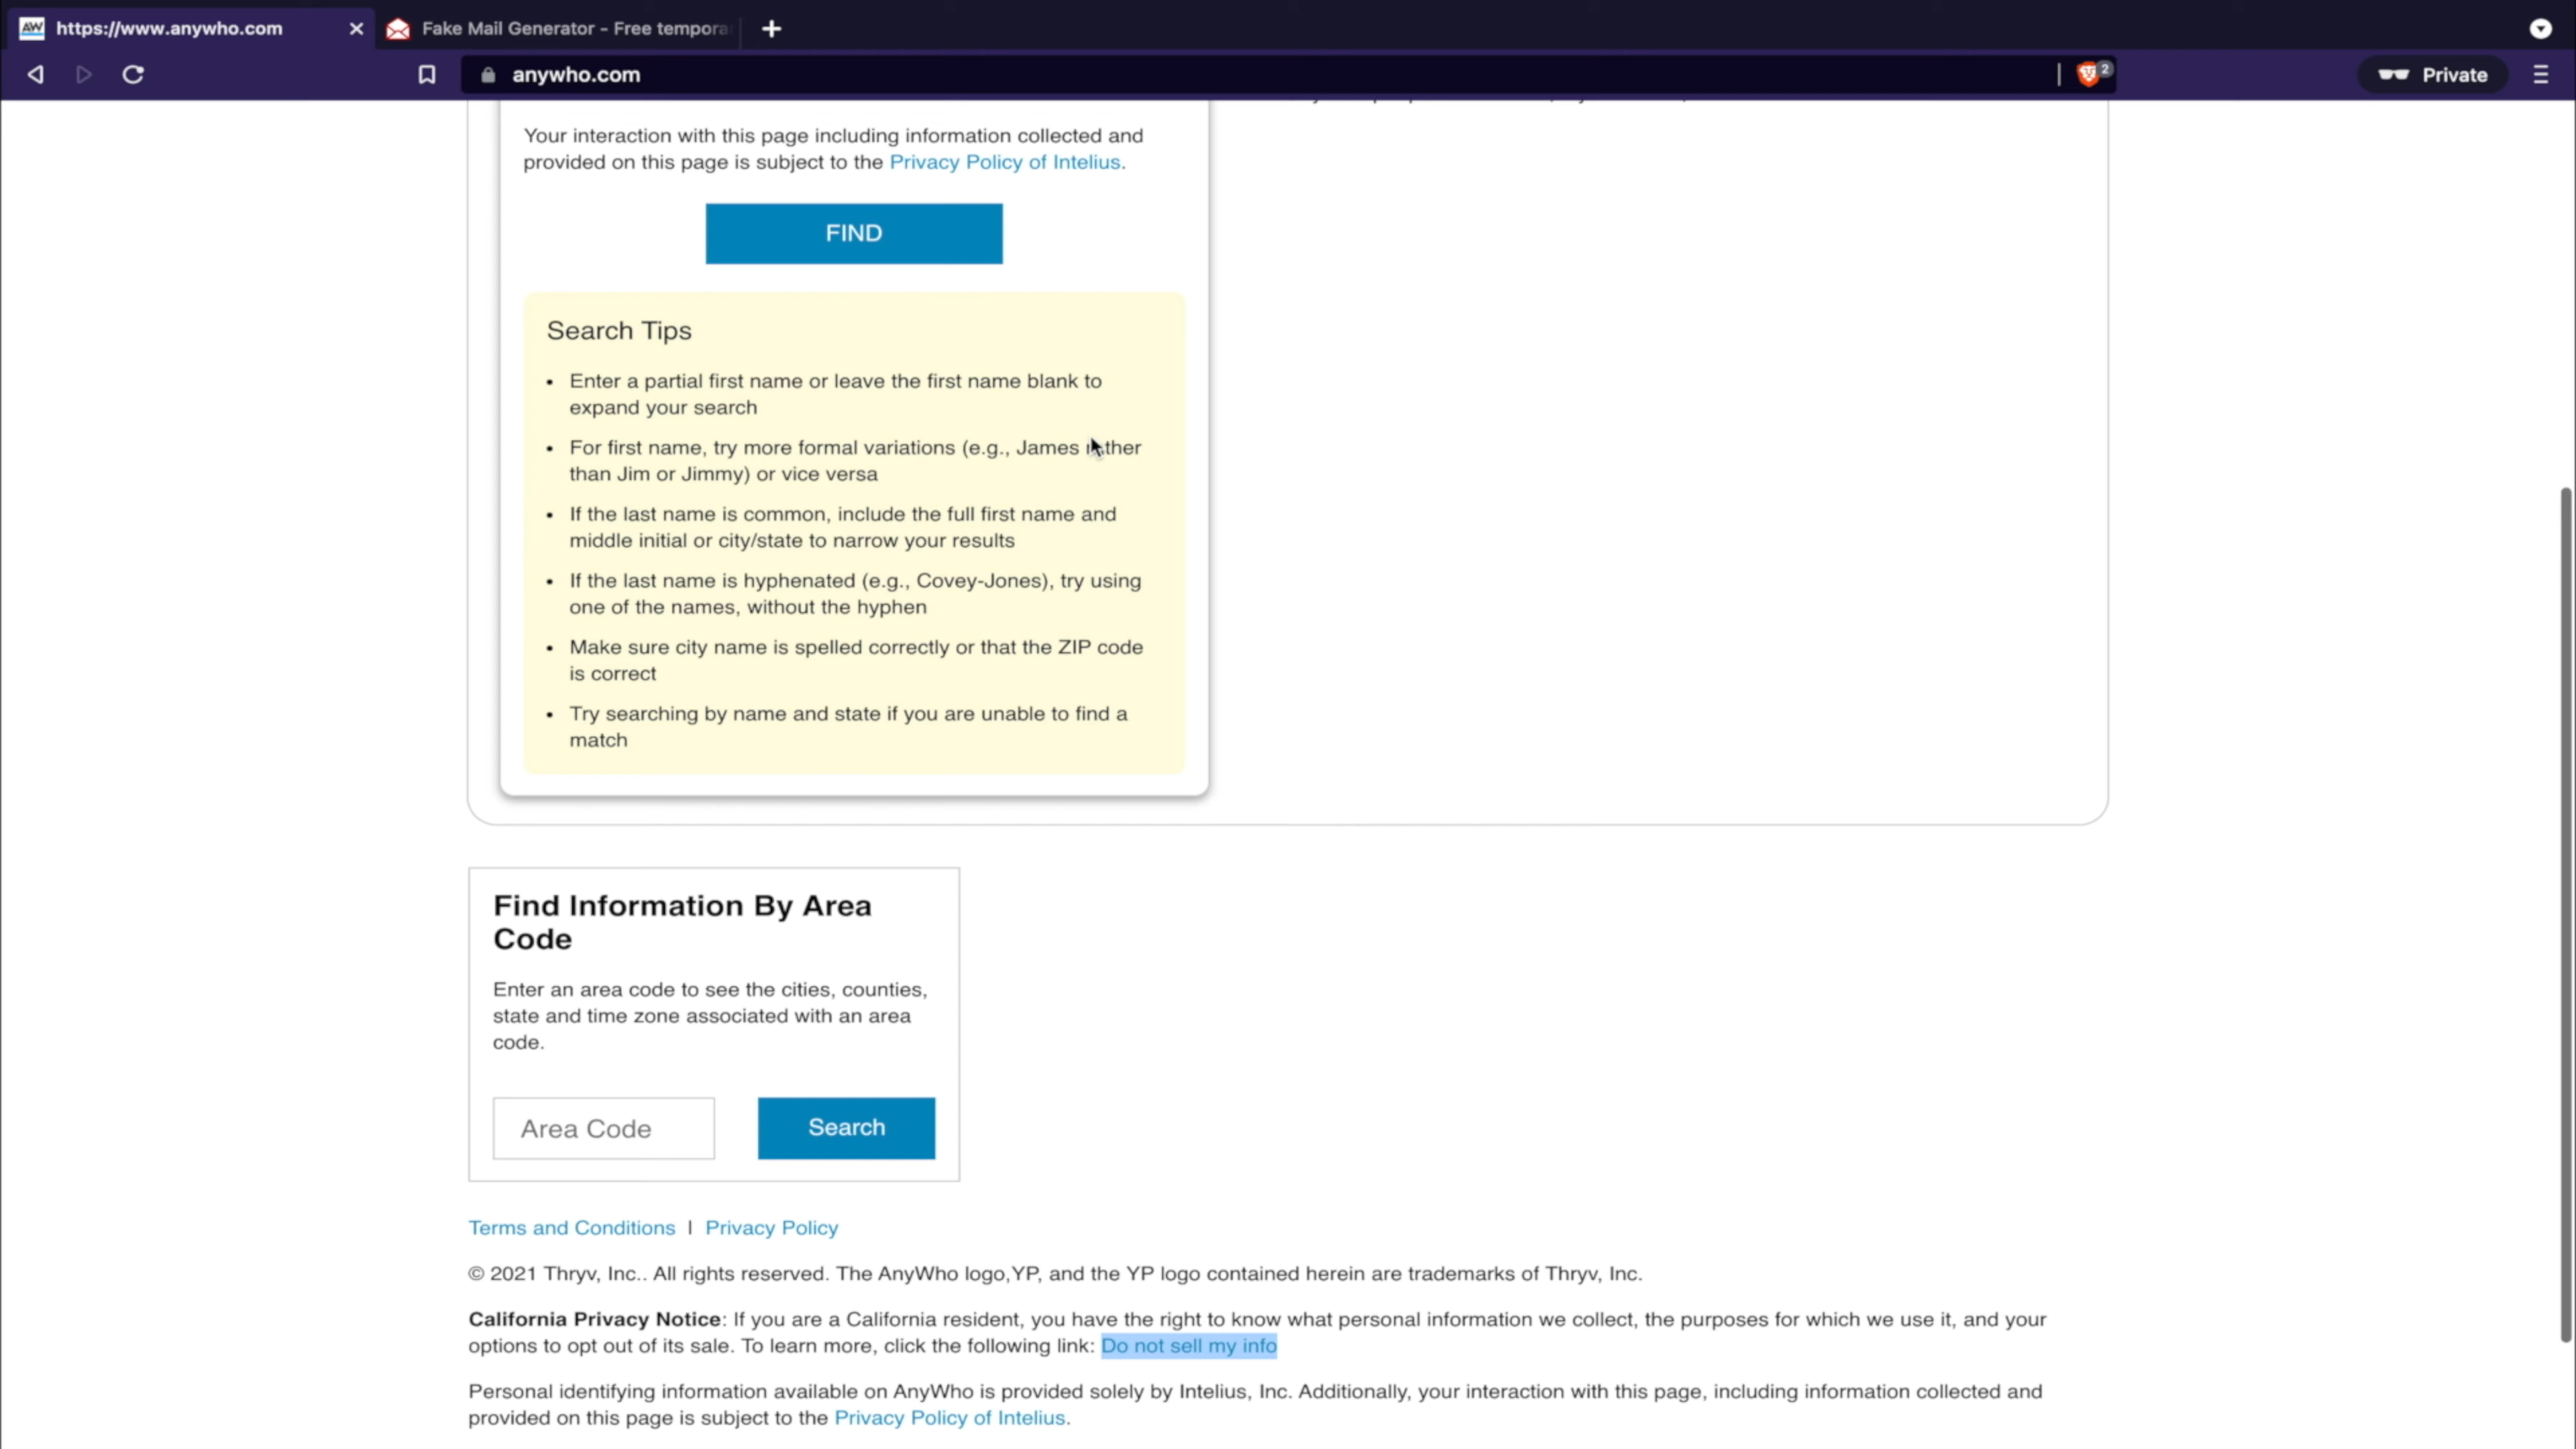 AW https://www.anywho.com
Fake Mail Generator - Free tempora
anywho.com
2
Private
Your interaction with this page including information collected and
provided on this page is subject to the Privacy Policy of Intelius.
FIND
Search Tips
• Enter a partial first name or leave the first name blank to
expand your search
• For first name, try more formal variations (e.g., James rather
than Jim or Jimmy) or vice versa
• If the last name is common, include the full first name and
middle initial or city/state to narrow your results
• If the last name is hyphenated (e.g., Covey-Jones), try using
one of the names, without the hyphen
• Make sure city name is spelled correctly or that the ZIP code
is correct
• Try searching by name and state if you are unable to find a
match
Find Information By Area
Code
Enter an area code to see the cities, counties,
state and time zone associated with an area
code.
Area Code
Search
Terms and Conditions | Privacy Policy
© 2021 Thryv, Inc.. All rights reserved. The AnyWho logo,YP, and the YP logo contained herein are trademarks of Thryv, Inc.
California Privacy Notice: If you are a California resident, you have the right to know what personal information we collect, the purposes for which we use it, and your
options to opt out of its sale. To learn more, click the following link: Do not sell my info
Personal identifying information available on AnyWho is provided solely by Intelius, Inc. Additionally, your interaction with this page, including information collected and
provided on this page is subject to the Privacy Policy of Intelius.